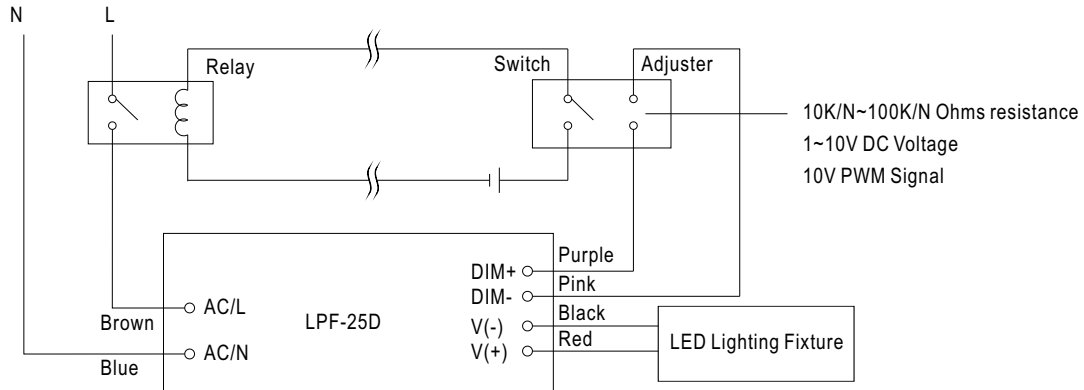 N
L
Relay
Switch
Adjuster
10K/N~100K/N Ohms resistance
1~10V DC Voltage
10V PWM Signal
Purple
DIM+
Pink
DIM-
Black
V(-)
Red
V(+)
AC/L
Brown
LPF-25D
AC/N
Blue
LED Lighting Fixture